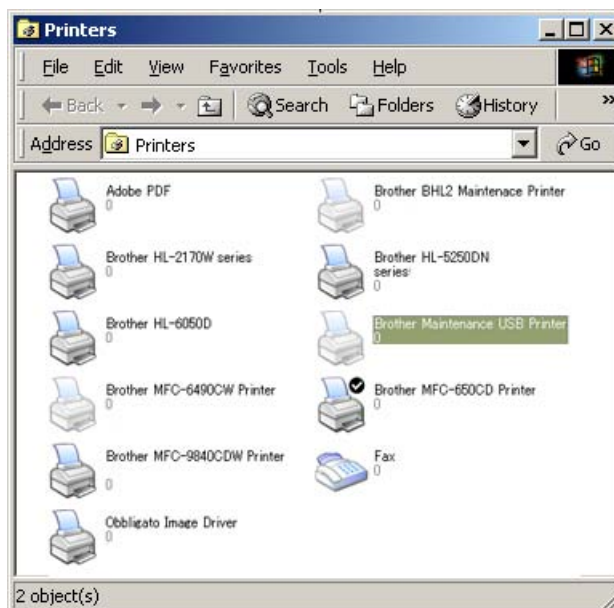 Printers
File Edit View Favorites Tools Help
Back Search Folders History »
Address Printers Go
Adobe PDF
0
Brother BHL2 Maintenace Printer
0
Brother HL-2170W series
0
Brother HL-5250DN
series
0
Brother HL-6050D
0
Brother Maintenance USB Printer
0
Brother MFC-6490CW Printer
0
Brother MFC-650CD Printer
0
Brother MFC-9840CDW Printer
0
Fax
0
Obbligato Image Driver
0
2 object(s)